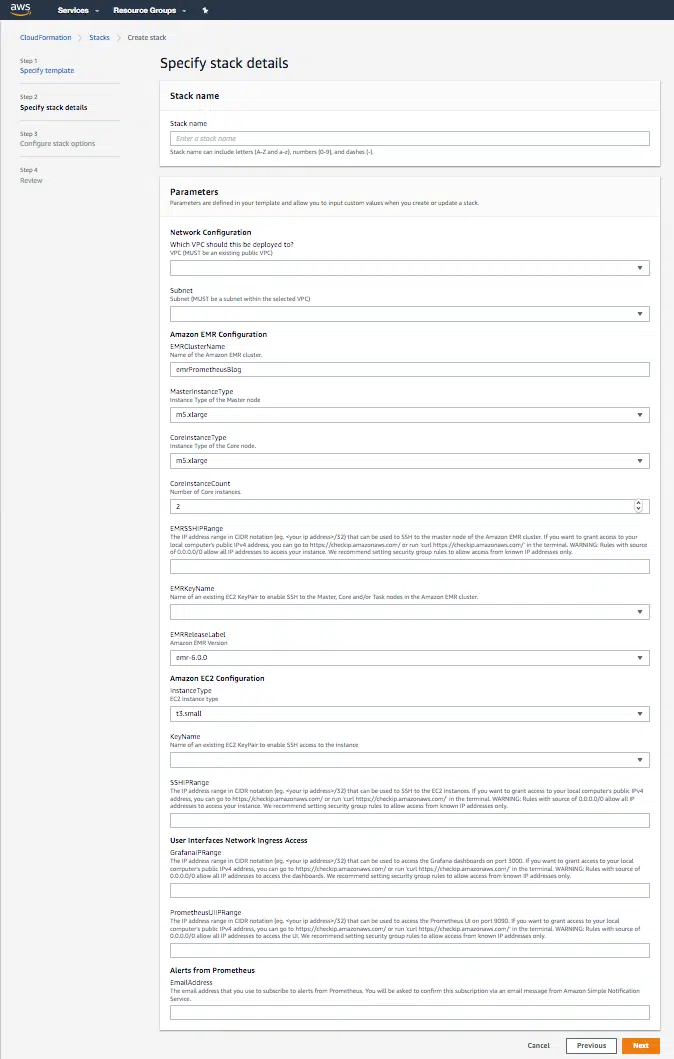 aws
Services
Resource Groups
CloudFormation
Stacks
Create stack
Step 1
Specify template
Step 2
Specify stack details
Step 3
Configure stack options
Step 4
Review
Specify stack details
Stack name
Stack name
Enter a stack name
Stack name can include letters (A-Z and a-z), numbers (0-9), and dashes (-).
Parameters
Parameters are defined in your template and allow you to input custom values when you create or update a stack.
Network Configuration
Which VPC should this be deployed to?
VPC (MUST be an existing public VPC)
Subnet
Subnet (MUST be a subnet within the selected VPC)
Amazon EMR Configuration
EMRClusterName
Name of the Amazon EMR cluster.
emrPrometheusBlog
MasterInstanceType
Instance Type of the Master node
m5.xlarge
CoreInstanceType
Instance Type of the Core node.
m5.xlarge
CoreInstanceCount
Number of Core instances.
2
EMRSSHIPRange
The IP address range in CIDR notation (eg. <your ip address>/32) that can be used to SSH to the master node of the Amazon EMR cluster. If you want to grant access to your
local computer's public IPv4 address, you can go to https://checkip.amazonaws.com/ or run 'curl https://checkip.amazonaws.com/' in the terminal. WARNING: Rules with source
of 0.0.0.0/0 allow all IP addresses to access your instance. We recommend setting security group rules to allow access from known IP addresses only.
EMRKeyName
Name of an existing EC2 KeyPair to enable SSH to the Master, Core and/or Task nodes in the Amazon EMR cluster.
EMRReleaseLabel
Amazon EMR Version
emr-6.0.0
Amazon EC2 Configuration
InstanceType
EC2 instance type
t3.small
KeyName
Name of an existing EC2 KeyPair to enable SSH access to the instance
SSHIPRange
The IP address range in CIDR notation (eg. <your ip address>/32) that can be used to SSH to the EC2 instances. If you want to grant access to your local computer's public IPv4
address, you can go to https://checkip.amazonaws.com/ or run 'curl https://checkip.amazonaws.com/' in the terminal. WARNING: Rules with source of 0.0.0.0/0 allow all IP
addresses to access your instance. We recommend setting security group rules to allow access from known IP addresses only.
User Interfaces Network Ingress Access
GrafanaIPRange
The IP address range in CIDR notation (eg. <your ip address>/32) that can be used to access the Grafana dashboards on port 3000. If you want to grant access to your local
computer's public IPv4 address, you can go to https://checkip.amazonaws.com/ or run 'curl https://checkip.amazonaws.com/' in the terminal. WARNING: Rules with source of
0.0.0.0/0 allow all IP addresses to access the dashboards. We recommend setting security group rules to allow access from known IP addresses only.
PrometheusUIIPRange
The IP address range in CIDR notation (eg. <your ip address>/32) that can be used to access the Prometheus UI on port 9090. If you want to grant access to your local
computer's public IPv4 address, you can go to https://checkip.amazonaws.com/ or run 'curl https://checkip.amazonaws.com/' in the terminal. WARNING: Rules with source of
0.0.0.0/0 allow all IP addresses to access the UI. We recommend setting security group rules to allow access from known IP addresses only.
Alerts from Prometheus
EmailAddress
The email address that you use to subscribe to alerts from Prometheus. You will be asked to confirm this subscription via an email message from Amazon Simple Notification
Service.
Cancel
Previous
Next